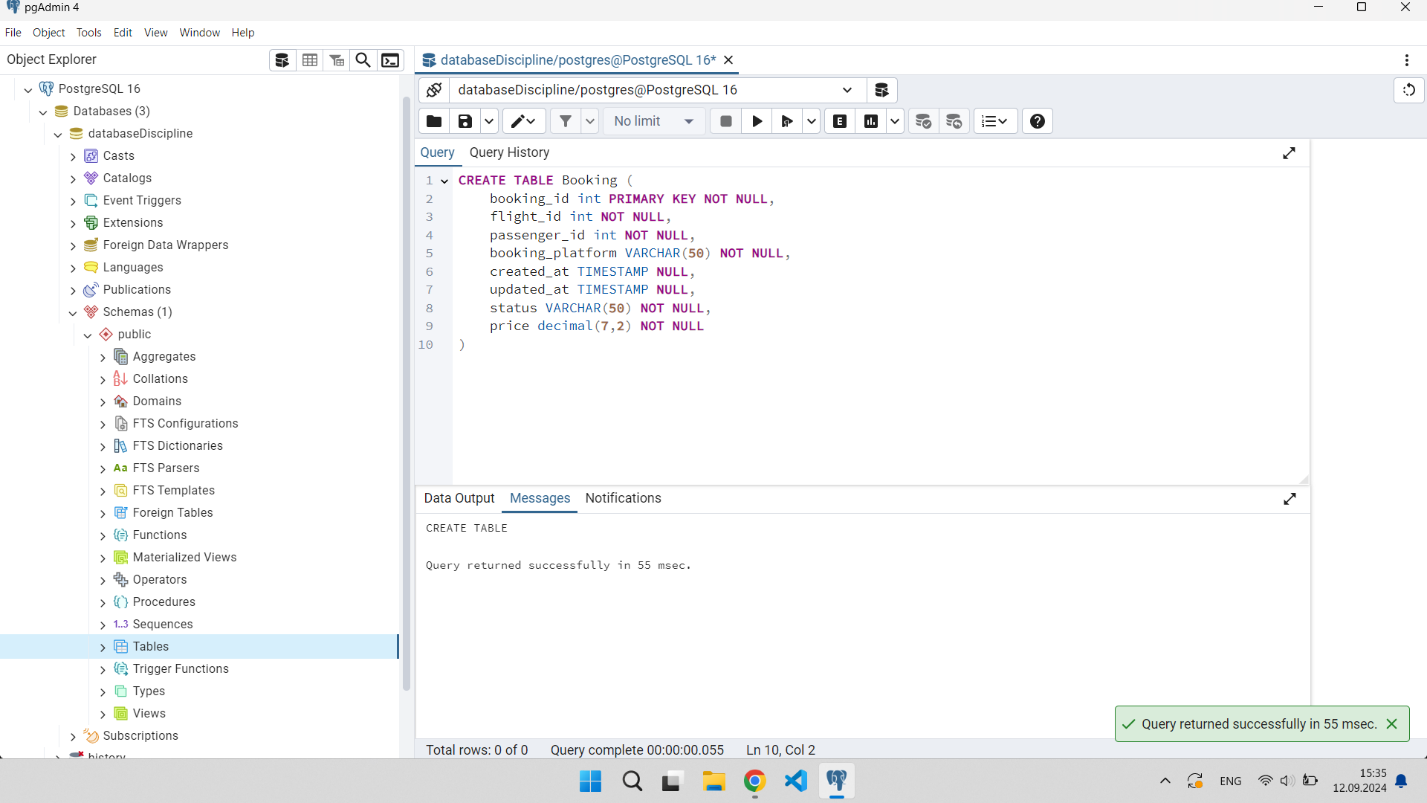 pgAdmin 4
File Object Tools Edit View Window Help
Object Explorer
PostgreSQL 16
Databases (3)
databaseDiscipline
Casts
Catalogs
Event Triggers
Extensions
Foreign Data Wrappers
Languages
Publications
Schemas (1)
public
Aggregates
Collations
Domains
FTS Configurations
FTS Dictionaries
Aa FTS Parsers
FTS Templates
Foreign Tables
Functions
Materialized Views
Operators
Procedures
1..3 Sequences
Tables
Trigger Functions
Types
Views
Subscriptions
history
databaseDiscipline/postgres@PostgreSQL 16*
databaseDiscipline/postgres@PostgreSQL 16
No limit E
Query Query History
1 CREATE TABLE Booking (
2 booking_id int PRIMARY KEY NOT NULL,
3 flight_id int NOT NULL,
4 passenger_id int NOT NULL,
5 booking_platform VARCHAR(50) NOT NULL,
6 created_at TIMESTAMP NULL,
7 updated_at TIMESTAMP NULL,
8 status VARCHAR(50) NOT NULL,
9 price decimal(7,2) NOT NULL
10 )
Data Output Messages Notifications
CREATE TABLE
Query returned successfully in 55 msec.
Query returned successfully in 55 msec.
Total rows: 0 of 0 Query complete 00:00:00.055 Ln 10, Col 2
ENG
15:35
12.09.2024